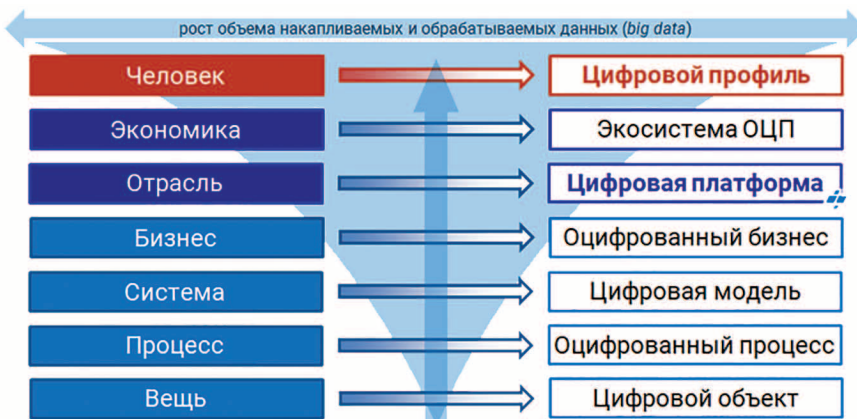 рост объема накапливаемых и обрабатываемых данных (big data)
Человек Цифровой профиль
Экономика Экосистема ОЦП
Отрасль Цифровая платформа
Бизнес Оцифрованный бизнес
Система Цифровая модель
Процесс Оцифрованный процесс
Вещь Цифровой объект